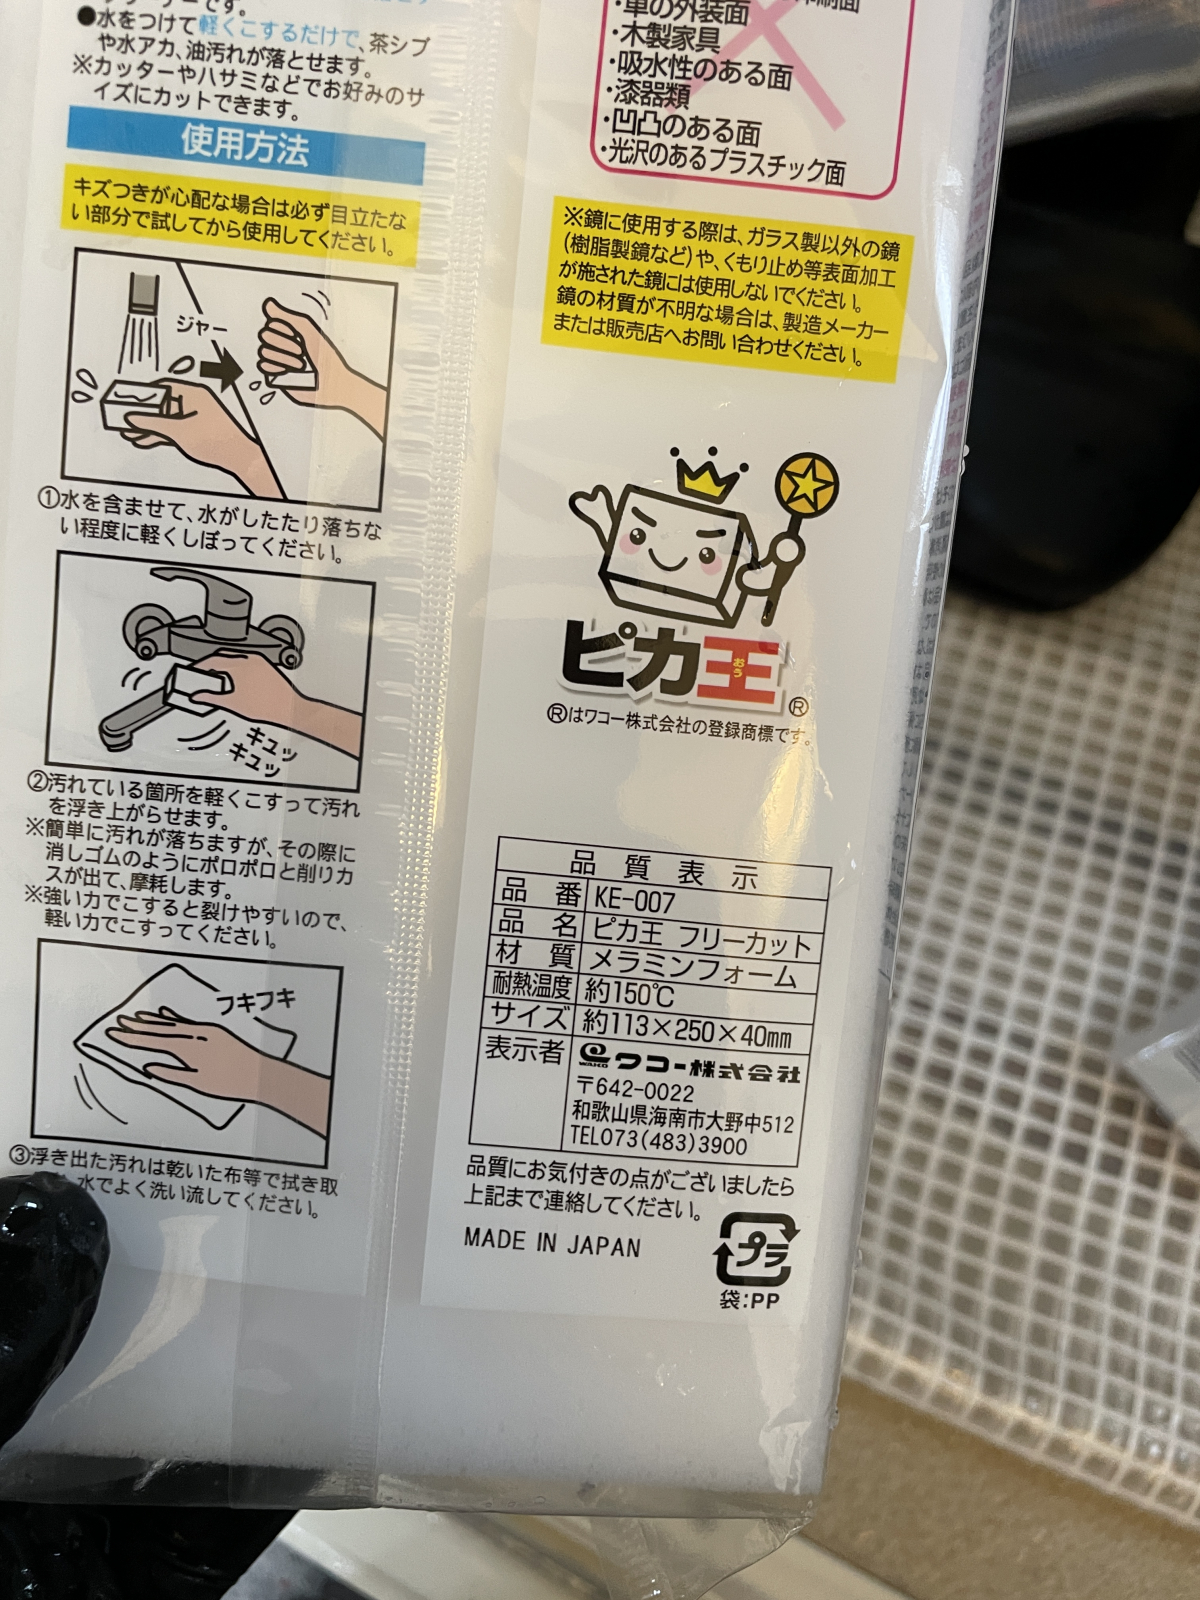 ●水をつけて軽くこするだけで、茶シブ
や水アカ、油汚れが落とせます。
※カッターやハサミなどでお好みのサ
イズにカットできます。
使用方法
キズつきが心配な場合は必ず目立たな
い部分で試してから使用してください。
ジャー
①水を含ませて、水がしたたり落ちな
い程度に軽くしぼってください。
キュッ
キュッ
②汚れている箇所を軽くこすって汚れ
を浮き上がらせます。
※簡単に汚れが落ちますが、その際に
消しゴムのようにポロポロと削りカ
スが出て、摩耗します。
※強い力でこすると裂けやすいので、
軽い力でこすってください。
フキフキ
③浮き出た汚れは乾いた布等で拭き取
水でよく洗い流してください。
・車の外装面
・木製家具
・吸水性のある面
・漆器類
・凹凸のある面
・光沢のあるプラスチック面
※鏡に使用する際は、ガラス製以外の鏡
(樹脂製鏡など)や、くもり止め等表面加工
が施された鏡には使用しないでください。
鏡の材質が不明な場合は、製造メーカー
または販売店へお問い合わせください。
ピカ王
おう
®
®はワコー株式会社の登録商標です。
品質表示
品番 KE-007
品名 ピカ王 フリーカット
材質 メラミンフォーム
耐熱温度 約150℃
サイズ 約113×250×40mm
表示者 WAKO ワコー株式会社
〒642-0022
和歌山県海南市大野中512
TEL073(483)3900
品質にお気付きの点がございましたら
上記まで連絡してください。
MADE IN JAPAN
プラ
袋:PP